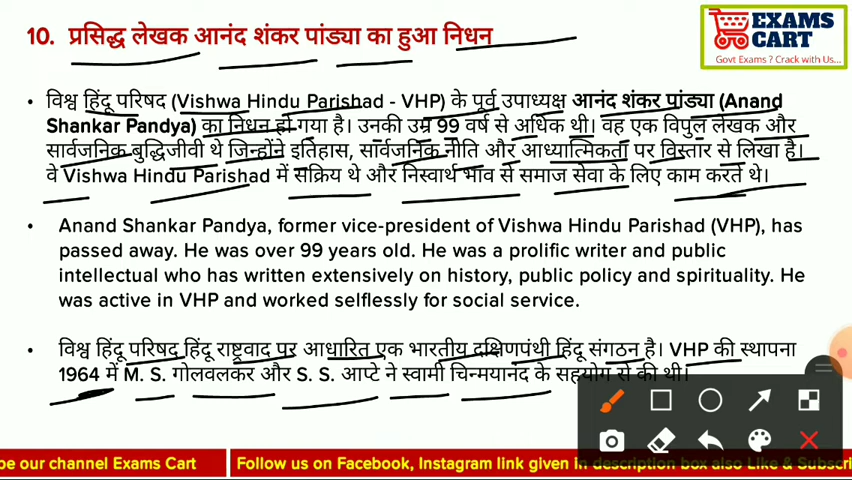 10. प्रसिद्ध लेखक आनंद शंकर पांड्या का हुआ निधन
EXAMS
CART
Govt Exams ? Crack with Us...
• विश्व हिंदू परिषद (Vishwa Hindu Parishad - VHP) के पूर्व उपाध्यक्ष आनंद शंकर पांड्या (Anand
Shankar Pandya) का निधन हो गया है। उनकी उम्र 99 वर्ष से अधिक थी। वह एक विपुल लेखक और
सार्वजनिक बुद्धिजीवी थे जिन्होंने इतिहास, सार्वजनिक नीति और आध्यात्मिकता पर विस्तार से लिखा है।
वे Vishwa Hindu Parishad में सक्रिय थे और निस्वार्थ भाव से समाज सेवा के लिए काम करते थे।
• Anand Shankar Pandya, former vice-president of Vishwa Hindu Parishad (VHP), has
passed away. He was over 99 years old. He was a prolific writer and public
intellectual who has written extensively on history, public policy and spirituality. He
was active in VHP and worked selflessly for social service.
• विश्व हिंदू परिषद हिंदू राष्ट्रवाद पर आधारित एक भारतीय दक्षिणपंथी हिंदू संगठन है। VHP की स्थापना
1964 में M. S. गोलवलकर और S. S. आप्टे ने स्वामी चिन्मयानंद के सहयोग से की थी।
be our channel Exams Cart Follow us on Facebook, Instagram link given in description box also Like & Subscri